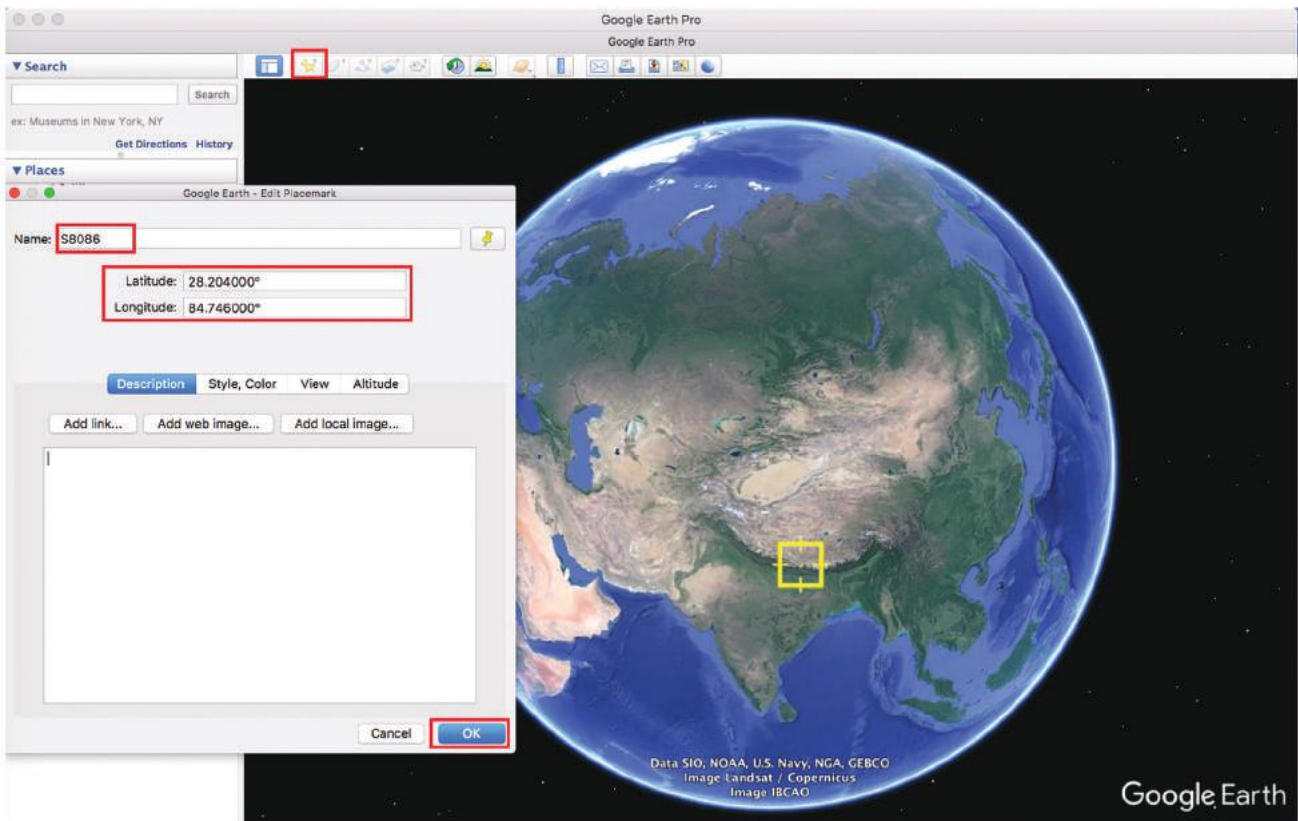 Google Earth Pro
Google Earth Pro
▼ Search
Search
ex: Museums in New York, NY
Get Directions History
▼ Places
Google Earth - Edit Placemark
Name: S8086
Latitude: 28.204000°
Longitude: 84.746000°
Description Style, Color View Altitude
Add link... Add web image... Add local image...
Cancel OK
Data SIO, NOAA, U.S. Navy, NGA, GEBCO
Image Landsat / Copernicus
Image IBCAO
Google Earth